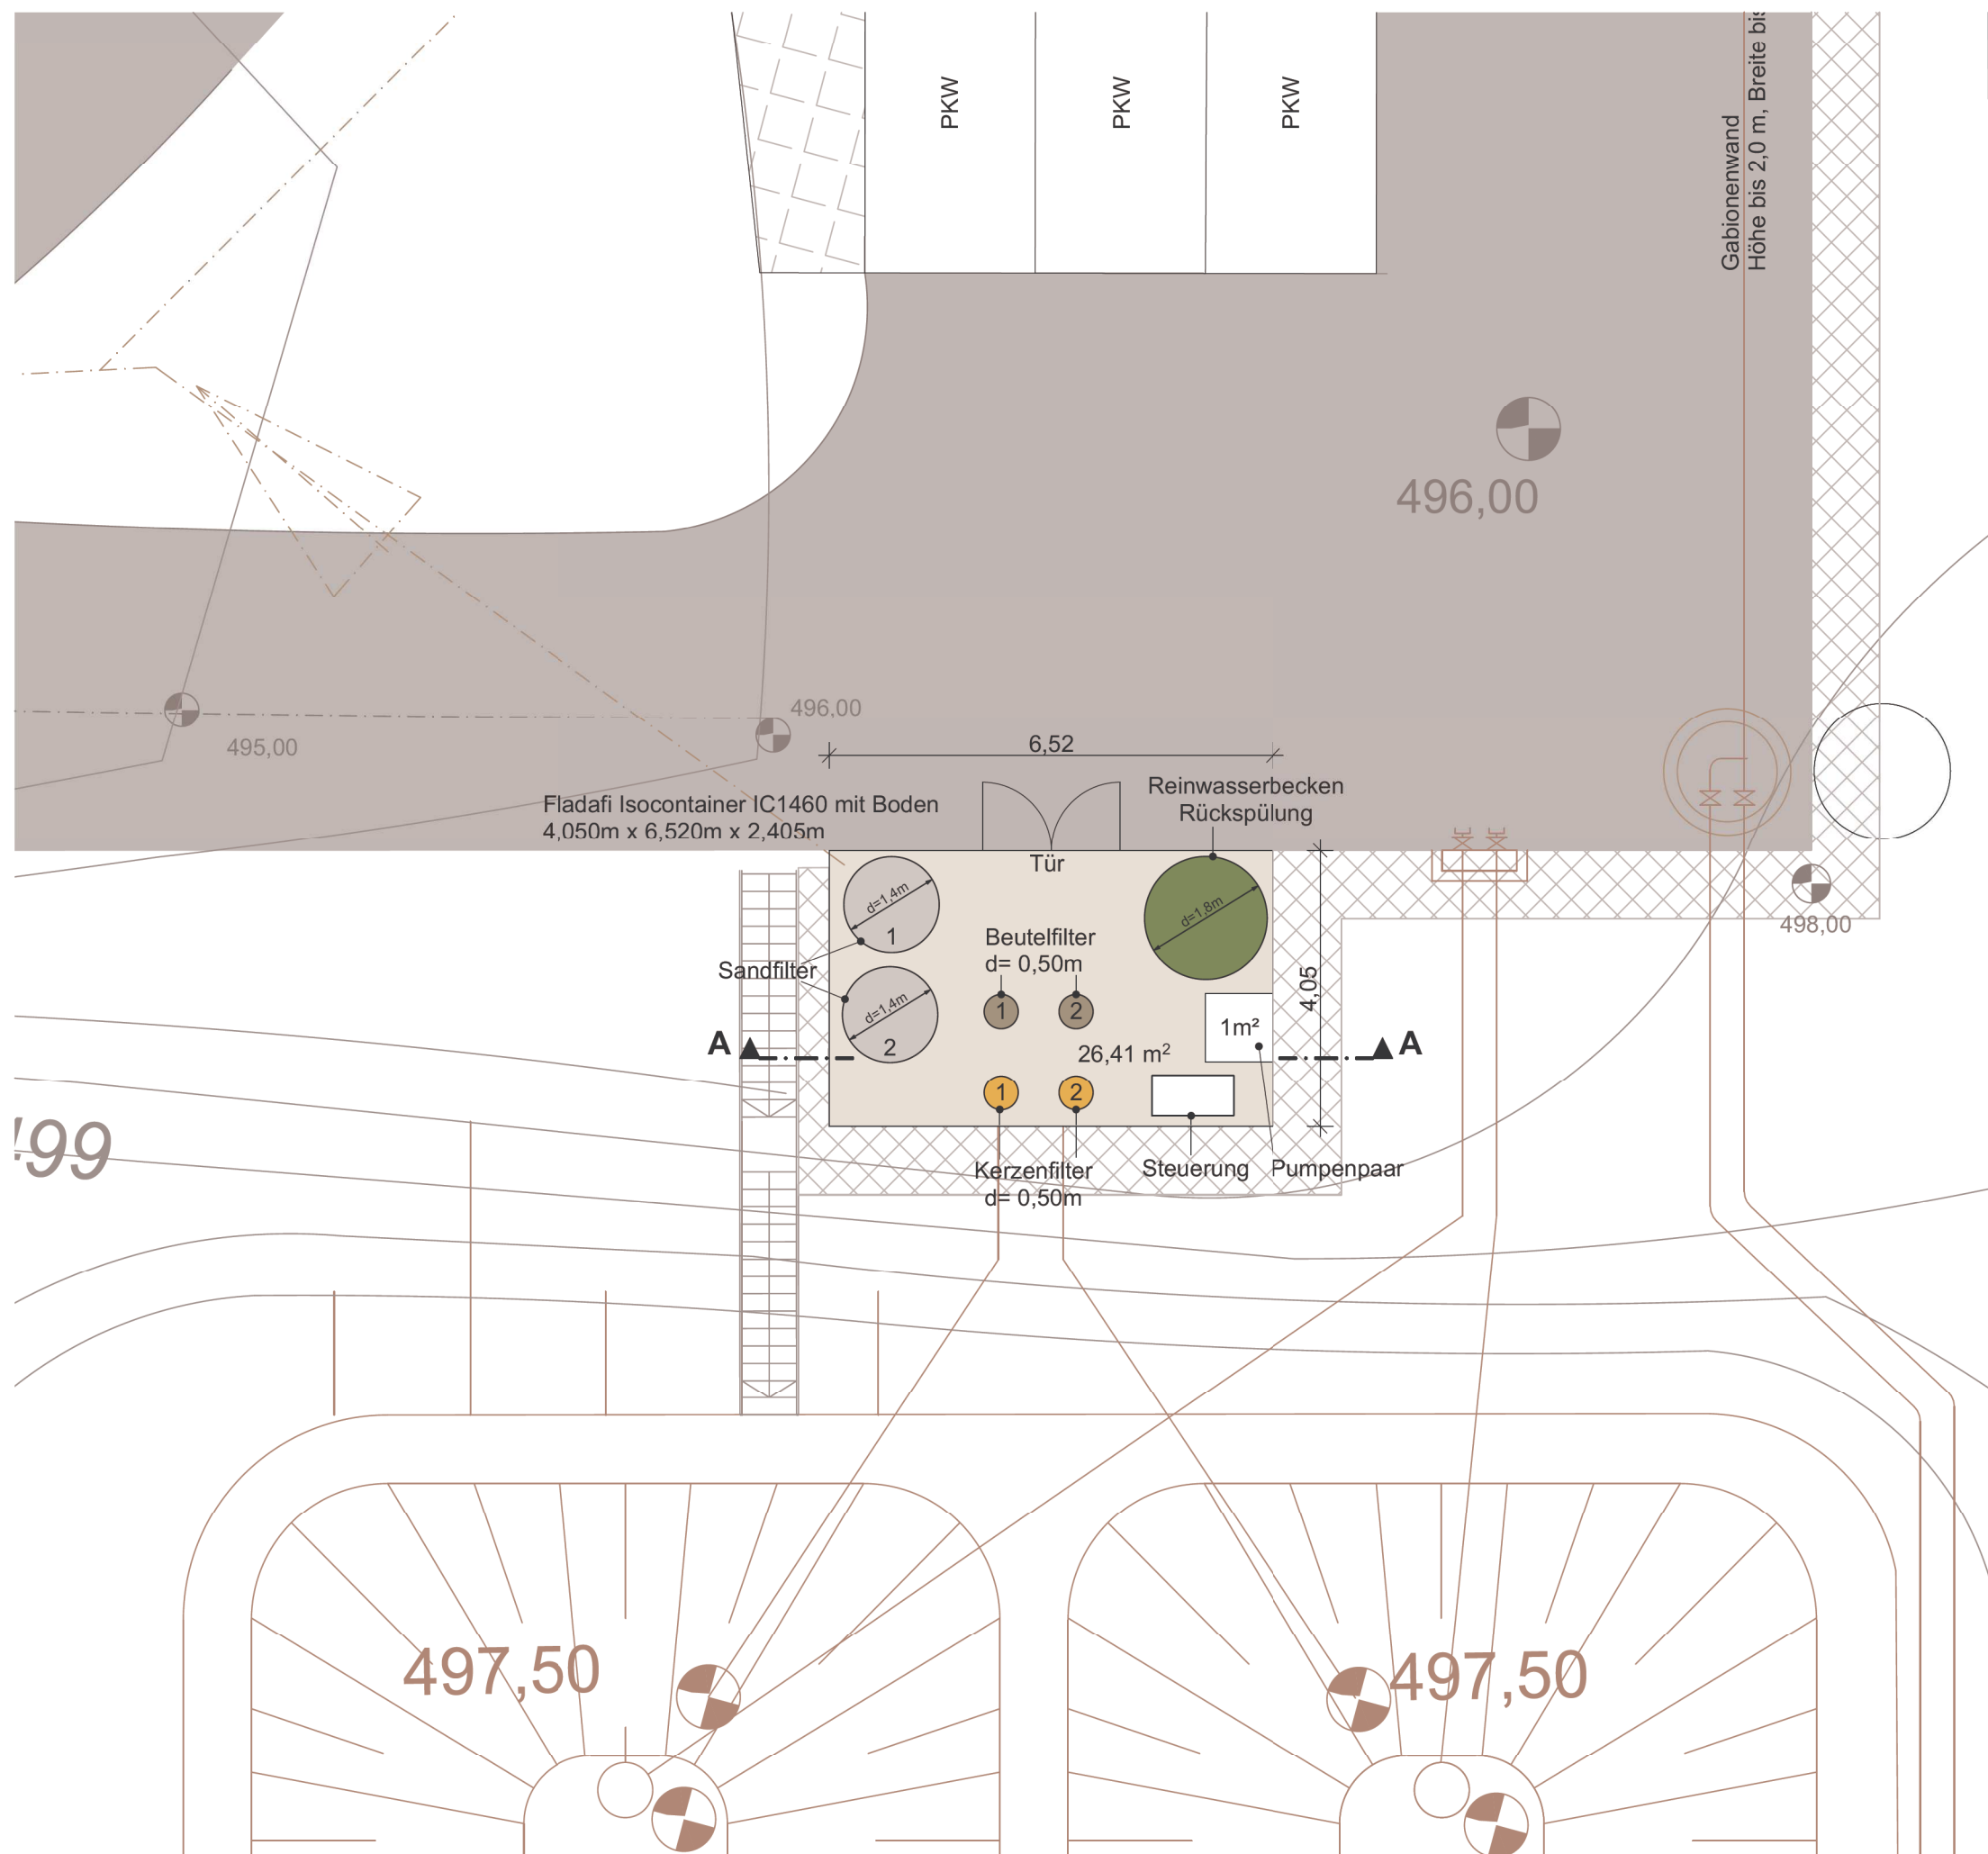 PKW
PKW
PKW
Gabionenwand
Höhe bis 2,0 m, Breite bis
496,00
496,00
495,00
6,52
Reinwasserbecken
Rückspülung
Fladafi Isocontainer IC1460 mit Boden
4,050m x 6,520m x 2,405m
Tür
d=1,4m
1
d=1,8m
498,00
Beutelfilter
d= 0,50m
Sandfilter
4,05
d=1,4m
2
1
2
1m²
A
26,41 m²
A
1
2
499
Kerzenfilter
d= 0,50m
Steuerung
Pumpenpaar
497,50
497,50